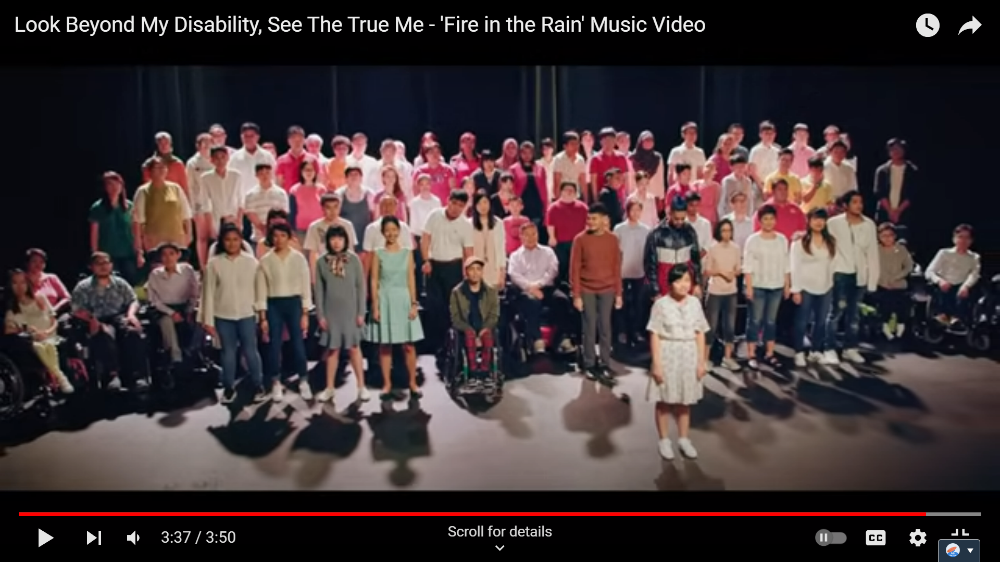 Look Beyond My Disability, See The True Me - 'Fire in the Rain' Music Video
3:37 / 3:50
Scroll for details
CC